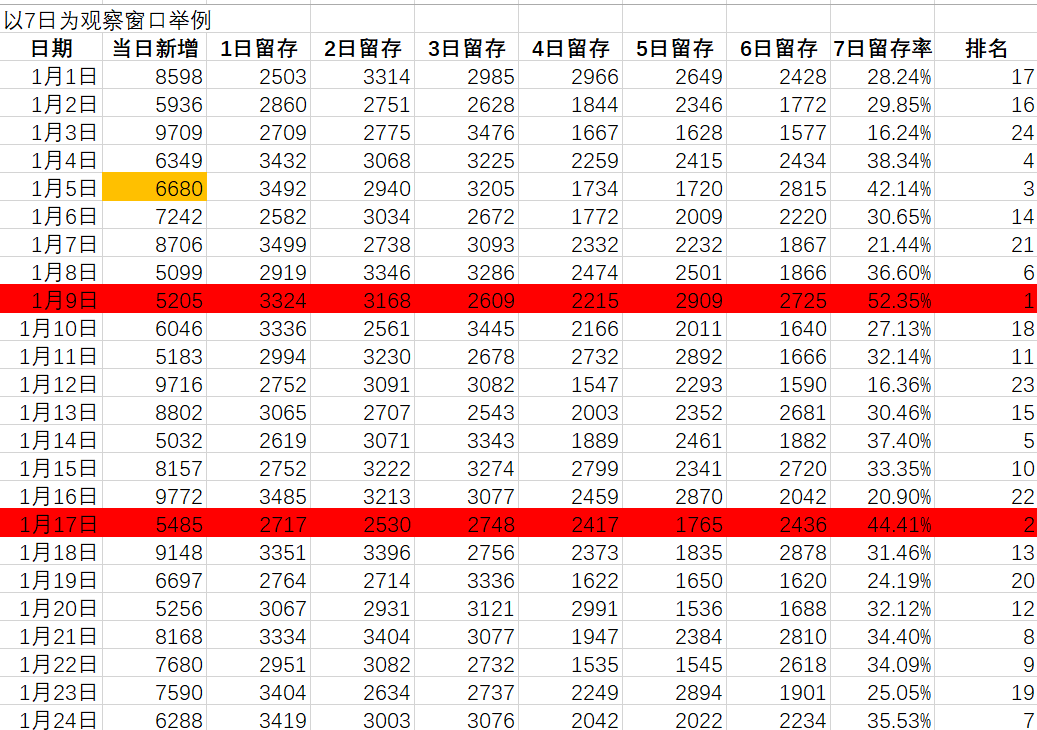 以7日为观察窗口举例
日期 当日新增 1日留存 2日留存 3日留存 4日留存 5日留存 6日留存 7日留存率 排名
1月1日 8598 2503 3314 2985 2966 2649 2428 28.24% 17
1月2日 5936 2860 2751 2628 1844 2346 1772 29.85% 16
1月3日 9709 2709 2775 3476 1667 1628 1577 16.24% 24
1月4日 6349 3432 3068 3225 2259 2415 2434 38.34% 4
1月5日 6680 3492 2940 3205 1734 1720 2815 42.14% 3
1月6日 7242 2582 3034 2672 1772 2009 2220 30.65% 14
1月7日 8706 3499 2738 3093 2332 2232 1867 21.44% 21
1月8日 5099 2919 3346 3286 2474 2501 1866 36.60% 6
1月9日 5205 3324 3168 2609 2215 2909 2725 52.35% 1
1月10日 6046 3336 2561 3445 2166 2011 1640 27.13% 18
1月11日 5183 2994 3230 2678 2732 2892 1666 32.14% 11
1月12日 9716 2752 3091 3082 1547 2293 1590 16.36% 23
1月13日 8802 3065 2707 2543 2003 2352 2681 30.46% 15
1月14日 5032 2619 3071 3343 1889 2461 1882 37.40% 5
1月15日 8157 2752 3222 3274 2799 2341 2720 33.35% 10
1月16日 9772 3485 3213 3077 2459 2870 2042 20.90% 22
1月17日 5485 2717 2530 2748 2417 1765 2436 44.41% 2
1月18日 9148 3351 3396 2756 2373 1835 2878 31.46% 13
1月19日 6697 2764 2714 3336 1622 1650 1620 24.19% 20
1月20日 5256 3067 2931 3121 2991 1536 1688 32.12% 12
1月21日 8168 3334 3404 3077 1947 2384 2810 34.40% 8
1月22日 7680 2951 3082 2732 1535 1545 2618 34.09% 9
1月23日 7590 3404 2634 2737 2249 2894 1901 25.05% 19
1月24日 6288 3419 3003 3076 2042 2022 2234 35.53% 7